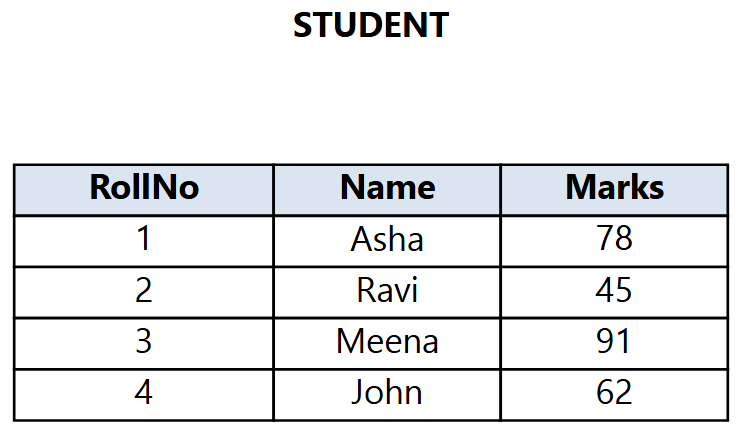 STUDENT
RollNo Name Marks
1 Asha 78
2 Ravi 45
3 Meena 91
4 John 62